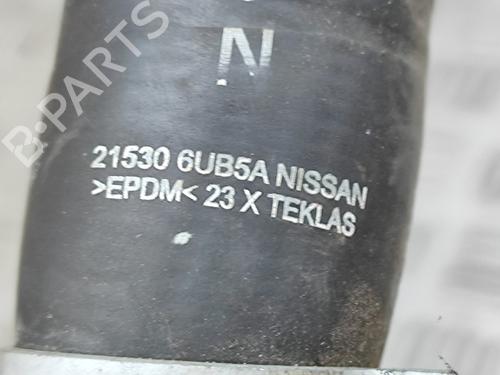 N
21530 6UB5A NISSAN
>EPDM< 23 X TEKLAS
B-PARTS